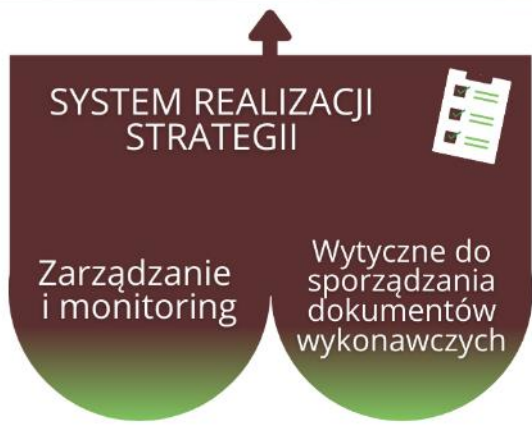 SYSTEM REALIZACJI
STRATEGII
Zarządzanie
i monitoring
Wytyczne do
sporządzania
dokumentów
wykonawczych